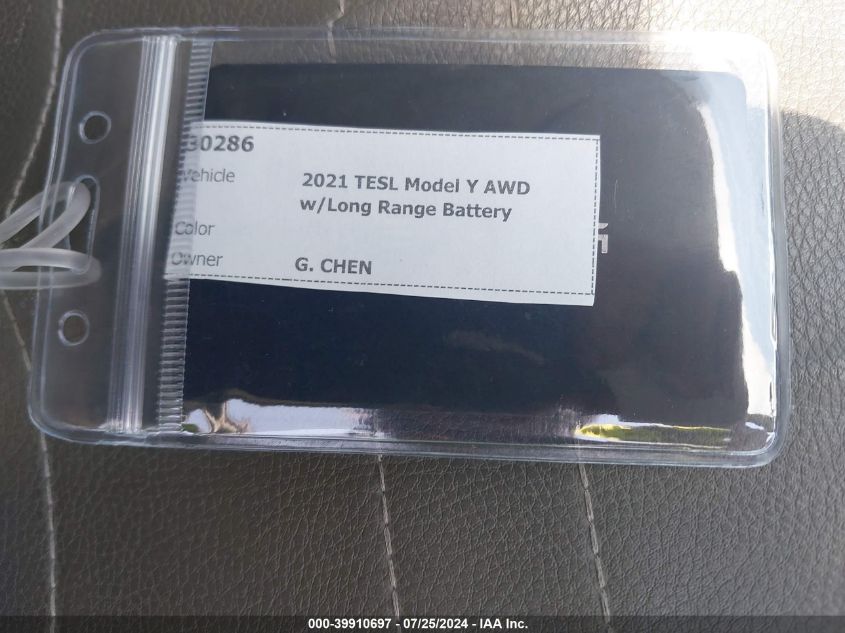 30286
Vehicle 2021 TESL Model Y AWD
w/Long Range Battery
Color
Owner G. CHEN
000-39910697 - 07/25/2024 - IAA Inc.